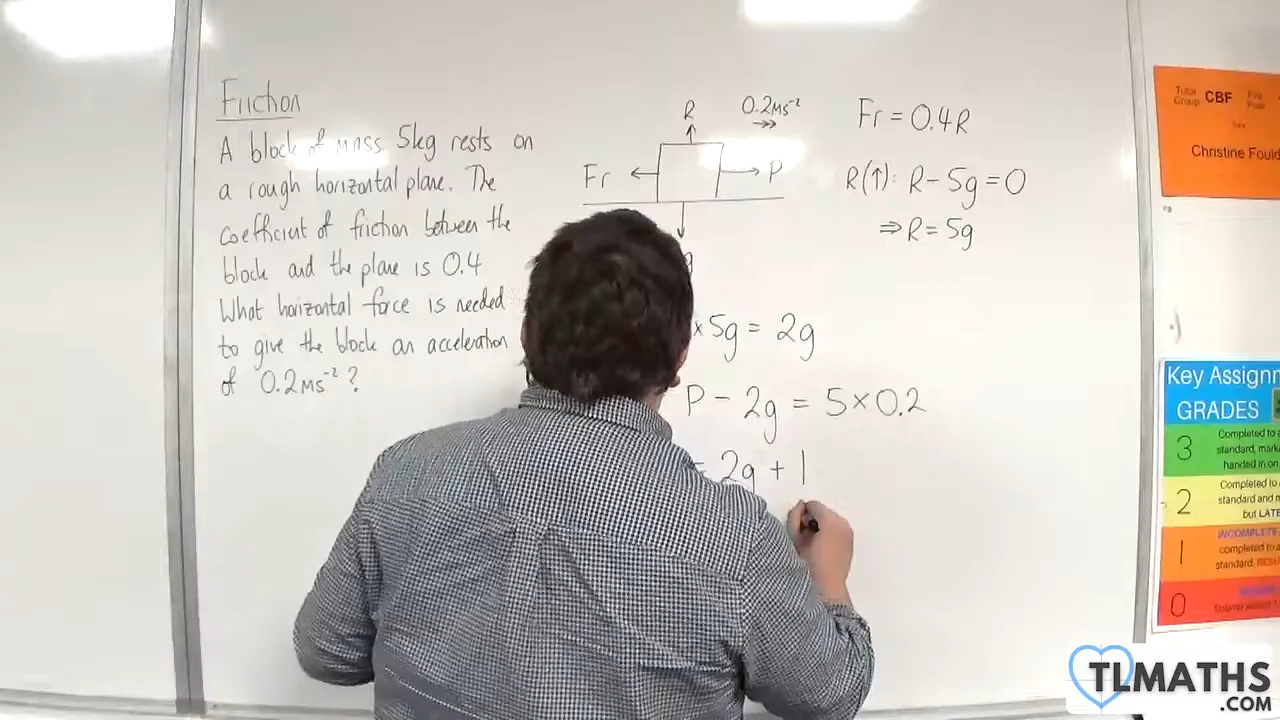 Friction
A block of mass 5kg rests on
a rough horizontal plane. The
coefficient of friction between the
block and the plane is 0.4
What horizontal force is needed
to give the block an acceleration
of 0.2ms⁻² ?
R
0.2ms⁻²
Fr
P
Fr = 0.4R
R(↑): R - 5g = 0
⇒ R = 5g
× 5g = 2g
P - 2g = 5 × 0.2
= 2g + 1
Tutor Group CBF
Christine Fould
Key Assignm
GRADES
3 Completed to a
standard, mark
handed in on
2 Completed to
standard and m
but LATE
1 INCOMPLETE
completed to a
standard.
0
TLMATHS
.COM